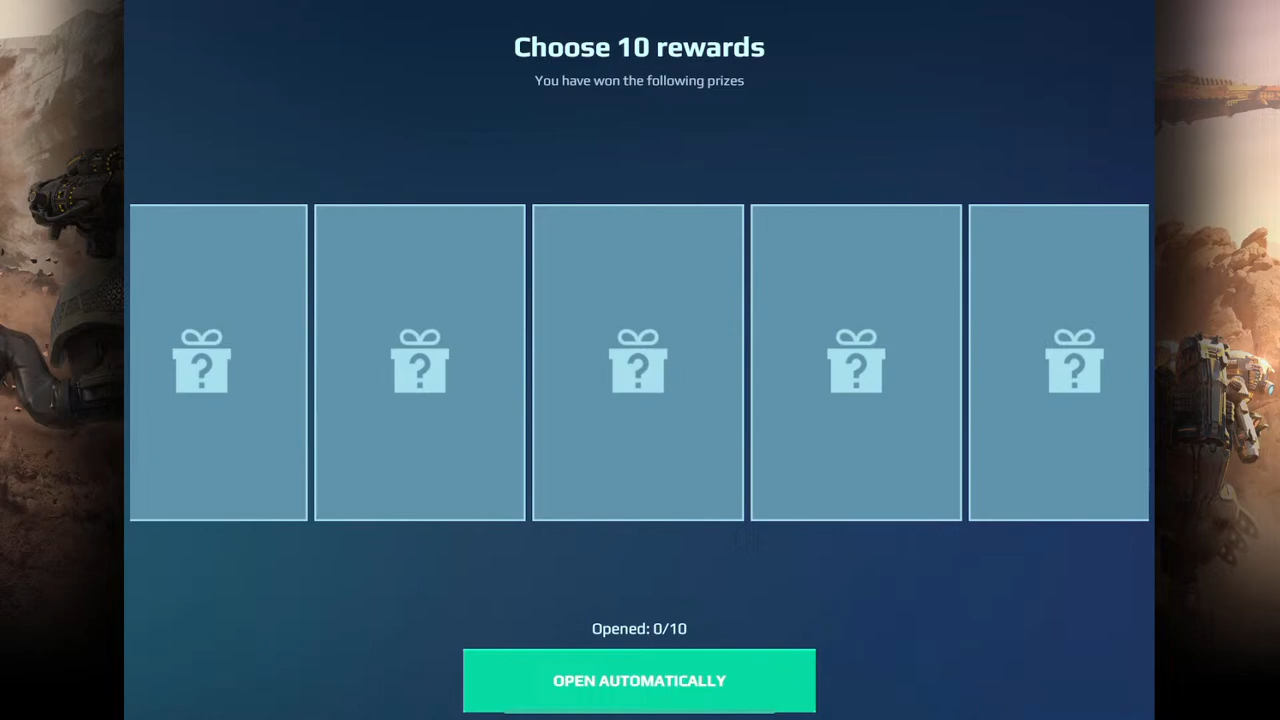 Choose 10 rewards
You have won the following prizes
? ? ? ? ?
Opened: 0/10
OPEN AUTOMATICALLY